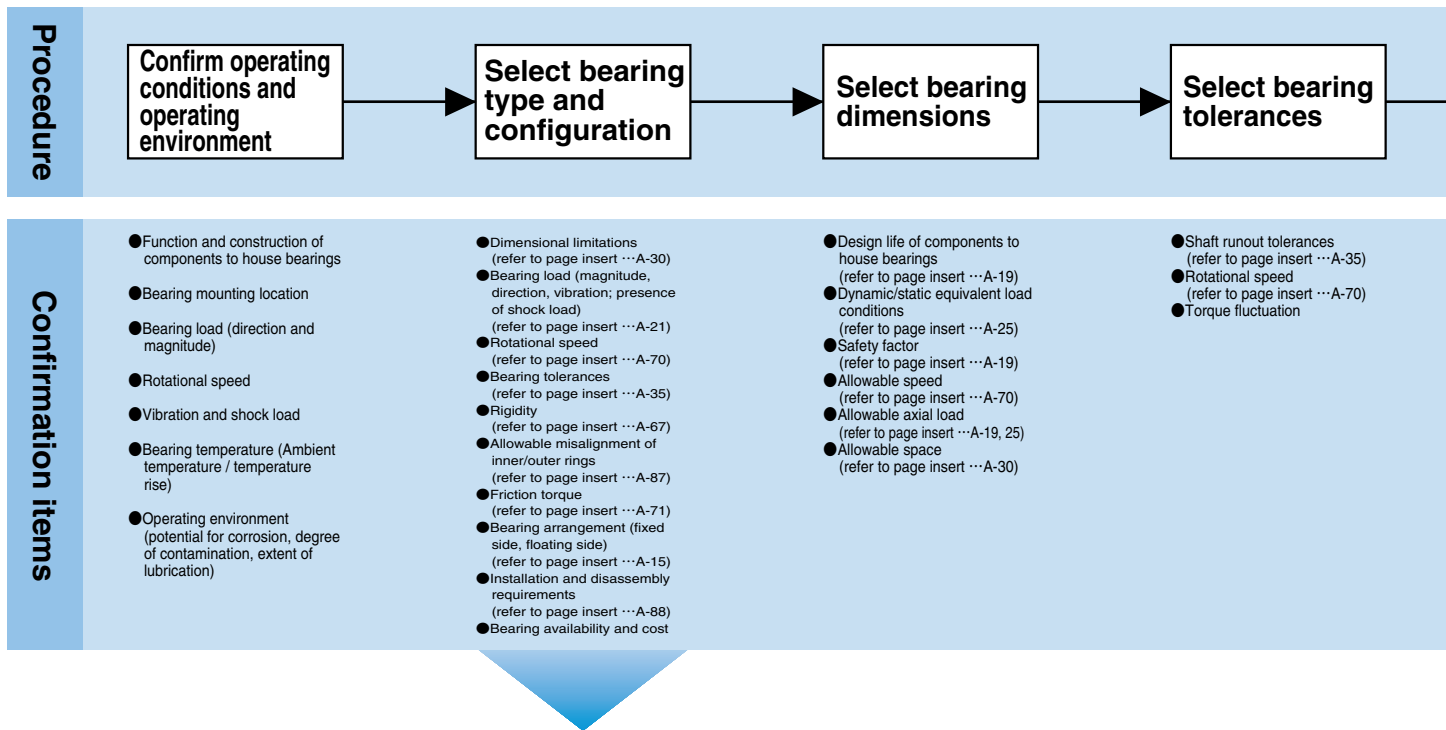 Procedure
Confirm operating
conditions and
operating
environment
Select bearing
type and
configuration
Select bearing
dimensions
Select bearing
tolerances
Confirmation items
●Function and construction of
components to house bearings
●Bearing mounting location
●Bearing load (direction and
magnitude)
●Rotational speed
●Vibration and shock load
●Bearing temperature (Ambient
temperature / temperature
rise)
●Operating environment
(potential for corrosion, degree
of contamination, extent of
lubrication)
●Dimensional limitations
(refer to page insert ⋯A-30)
●Bearing load (magnitude,
direction, vibration; presence
of shock load)
(refer to page insert ⋯A-21)
●Rotational speed
(refer to page insert ⋯A-70)
●Bearing tolerances
(refer to page insert ⋯A-35)
●Rigidity
(refer to page insert ⋯A-67)
●Allowable misalignment of
inner/outer rings
(refer to page insert ⋯A-87)
●Friction torque
(refer to page insert ⋯A-71)
●Bearing arrangement (fixed
side, floating side)
(refer to page insert ⋯A-15)
●Installation and disassembly
requirements
(refer to page insert ⋯A-88)
●Bearing availability and cost
●Design life of components to
house bearings
(refer to page insert ⋯A-19)
●Dynamic/static equivalent load
conditions
(refer to page insert ⋯A-25)
●Safety factor
(refer to page insert ⋯A-19)
●Allowable speed
(refer to page insert ⋯A-70)
●Allowable axial load
(refer to page insert ⋯A-19, 25)
●Allowable space
(refer to page insert ⋯A-30)
●Shaft runout tolerances
(refer to page insert ⋯A-35)
●Rotational speed
(refer to page insert ⋯A-70)
●Torque fluctuation